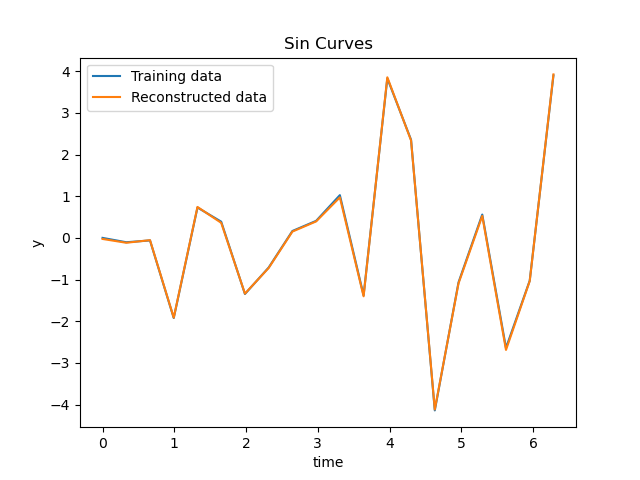 Sin Curves
Training data
Reconstructed data
4
3
2
1
0
−1
−2
−3
−4
y
0 1 2 3 4 5 6
time